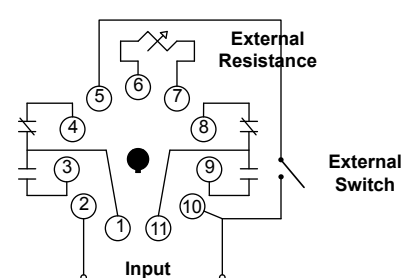 External
Resistance
6
5
7
4
8
3
9
External
Switch
2
10
1
11
Input